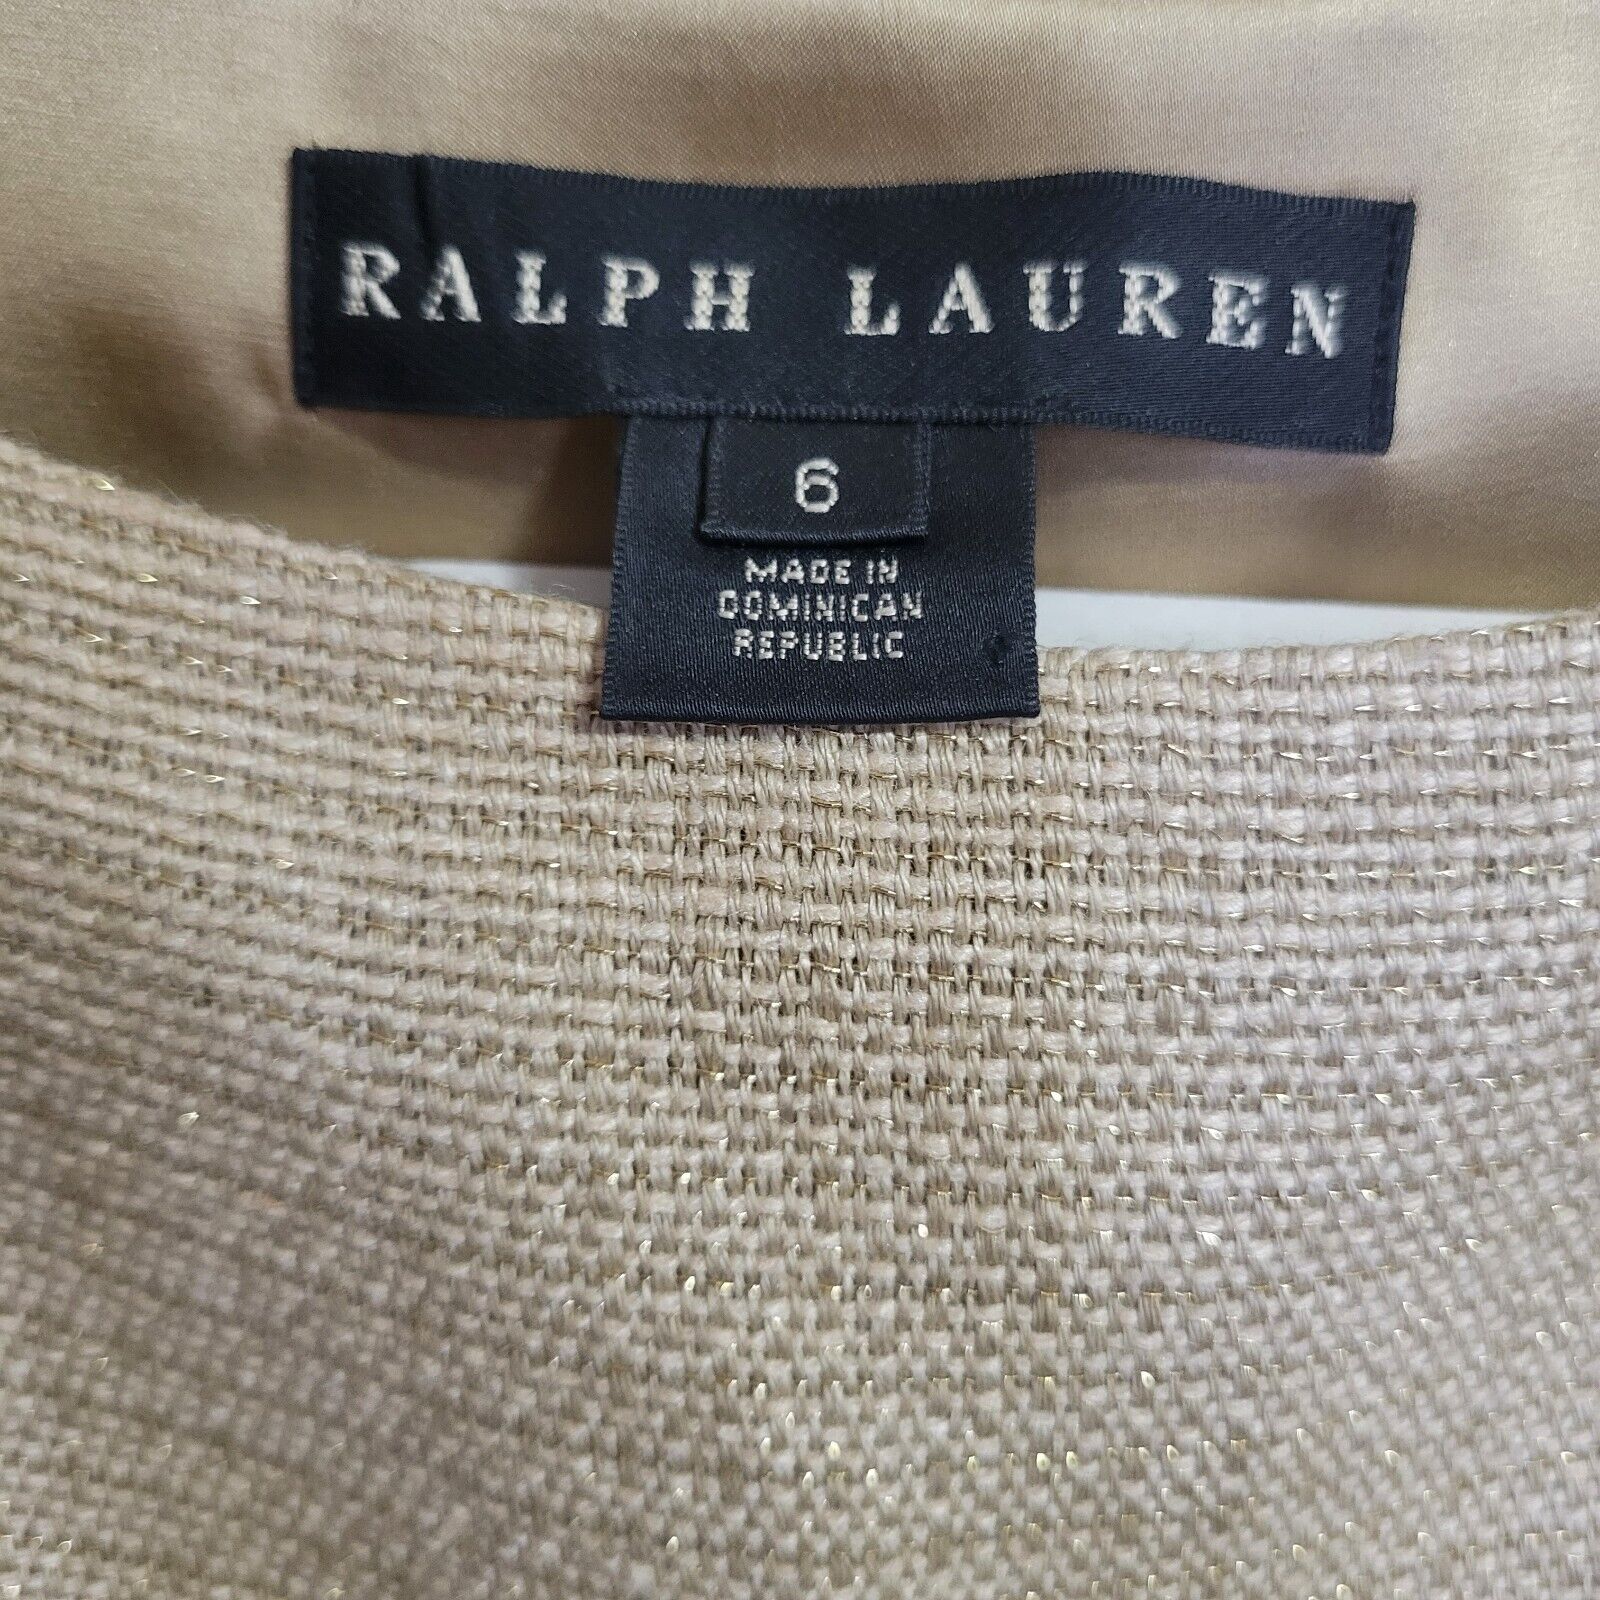 RALPH LAUREN
6
MADE IN
DOMINICAN
REPUBLIC